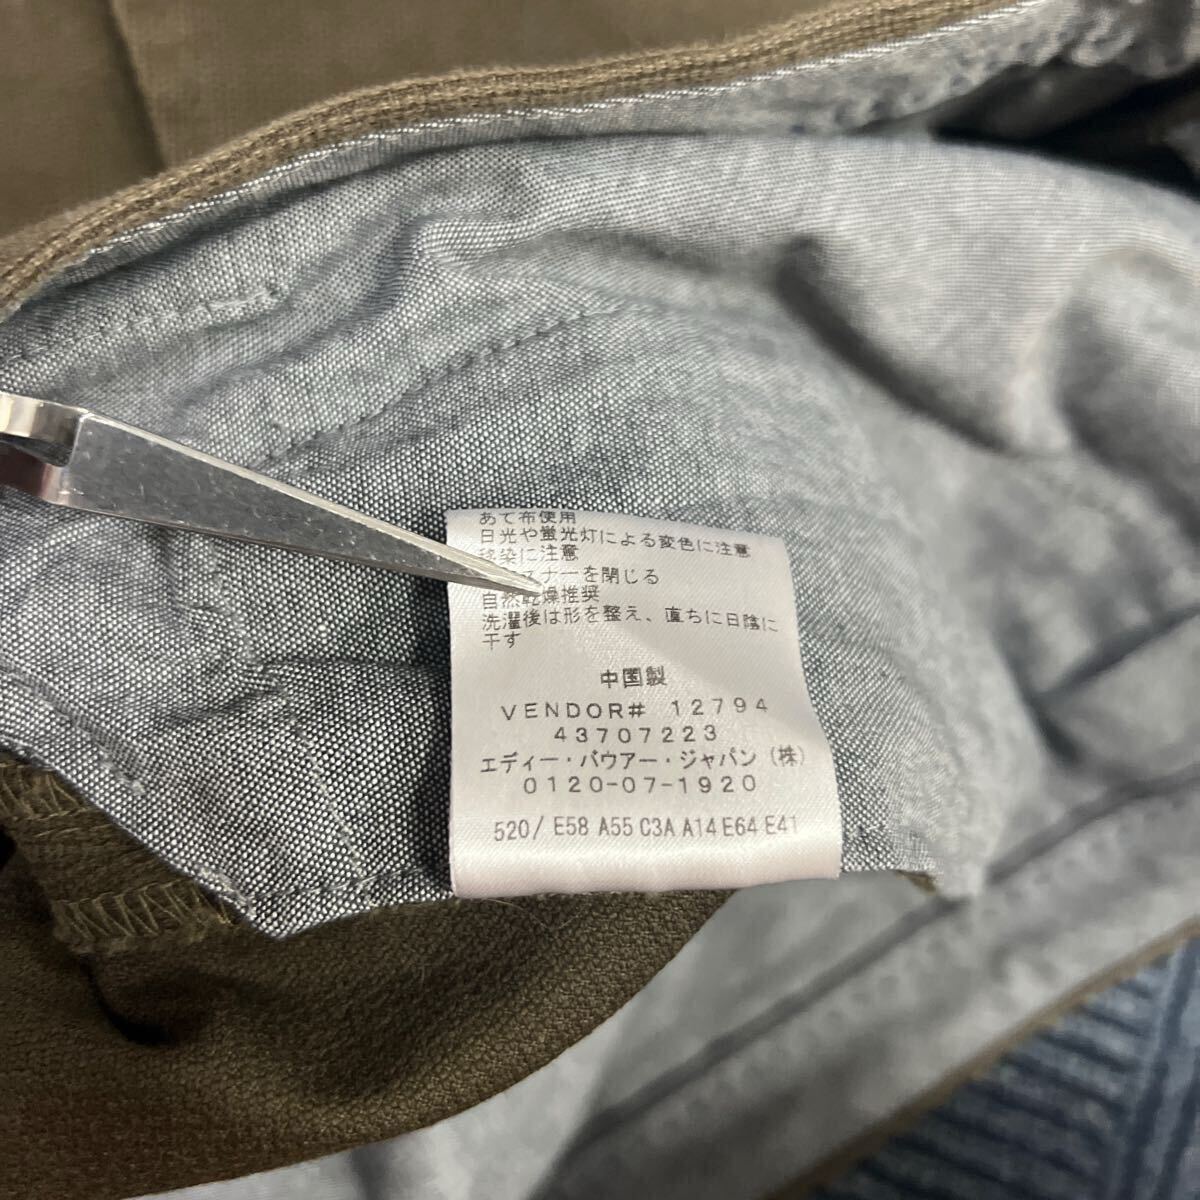 あて布使用
日光や蛍光灯による変色に注意
移染に注意
スナーを閉じる
自然乾燥推奨
洗濯後は形を整え、直ちに日陰に
干す
中国製
VENDOR# 12794
43707223
エディー・バウアー・ジャパン(株)
0120-07-1920
520/ E58 A55 C3A A14 E64 E41